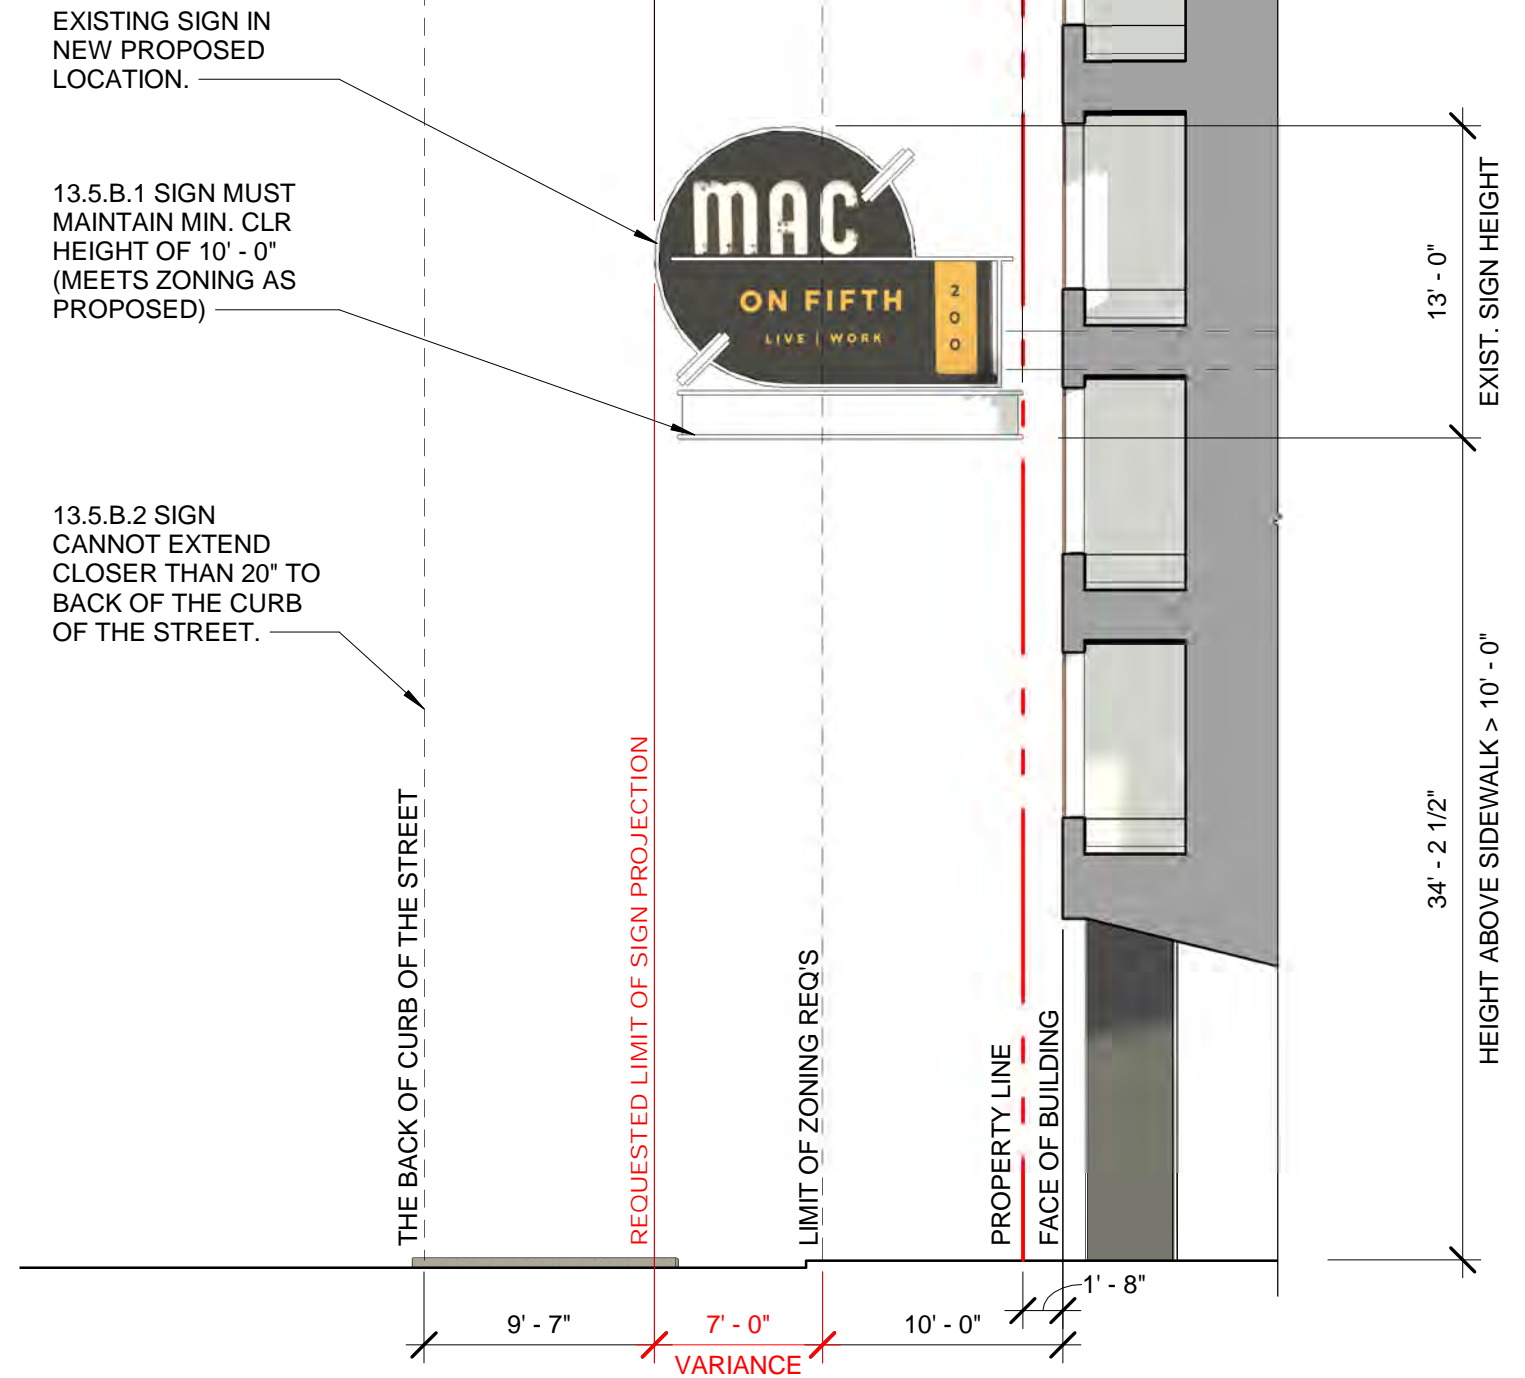 EXISTING SIGN IN
NEW PROPOSED
LOCATION.
13.5.B.1 SIGN MUST
MAINTAIN MIN. CLR
HEIGHT OF 10' - 0"
(MEETS ZONING AS
PROPOSED)
13.5.B.2 SIGN
CANNOT EXTEND
CLOSER THAN 20" TO
BACK OF THE CURB
OF THE STREET.
MAC
ON FIFTH
LIVE | WORK
2
0
0
13' - 0"
EXIST. SIGN HEIGHT
34' - 2 1/2"
HEIGHT ABOVE SIDEWALK > 10' - 0"
THE BACK OF CURB OF THE STREET
REQUESTED LIMIT OF SIGN PROJECTION
LIMIT OF ZONING REQ'S
PROPERTY LINE
FACE OF BUILDING
1' - 8"
9' - 7"
7' - 0"
10' - 0"
VARIANCE